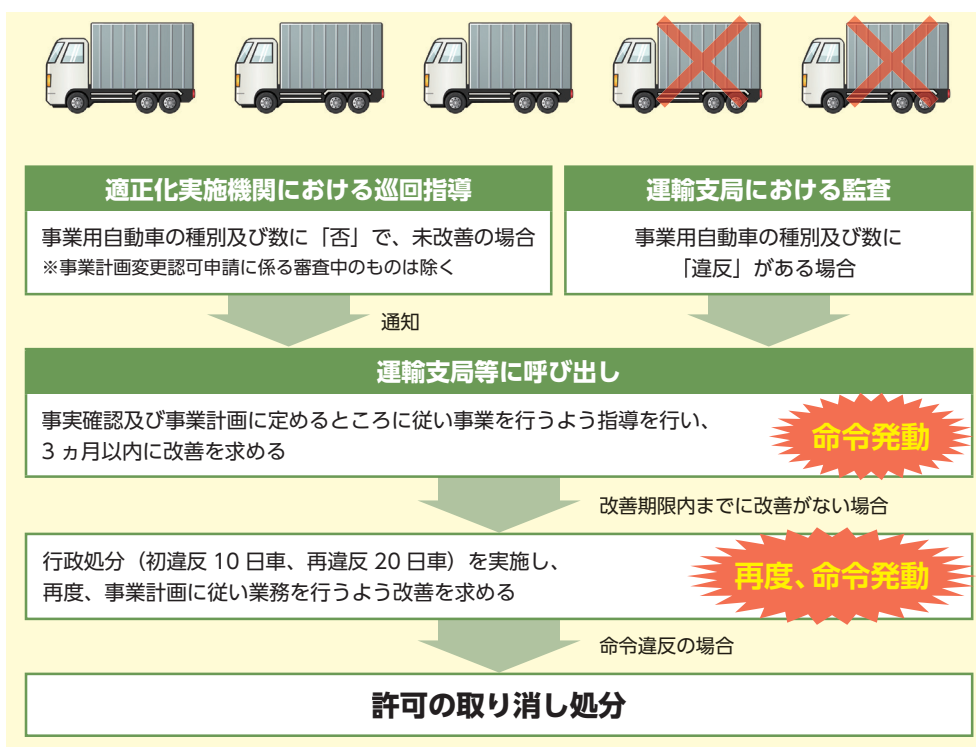 適正化実施機関における巡回指導
事業用自動車の種別及び数に「否」で、未改善の場合
※事業計画変更認可申請に係る審査中のものは除く
運輸支局における監査
事業用自動車の種別及び数に
「違反」がある場合
通知
運輸支局等に呼び出し
事実確認及び事業計画に定めるところに従い事業を行うよう指導を行い、
3 ヵ月以内に改善を求める
命令発動
改善期限内までに改善がない場合
行政処分（初違反 10 日車、再違反 20 日車）を実施し、
再度、事業計画に従い業務を行うよう改善を求める
再度、命令発動
命令違反の場合
許可の取り消し処分